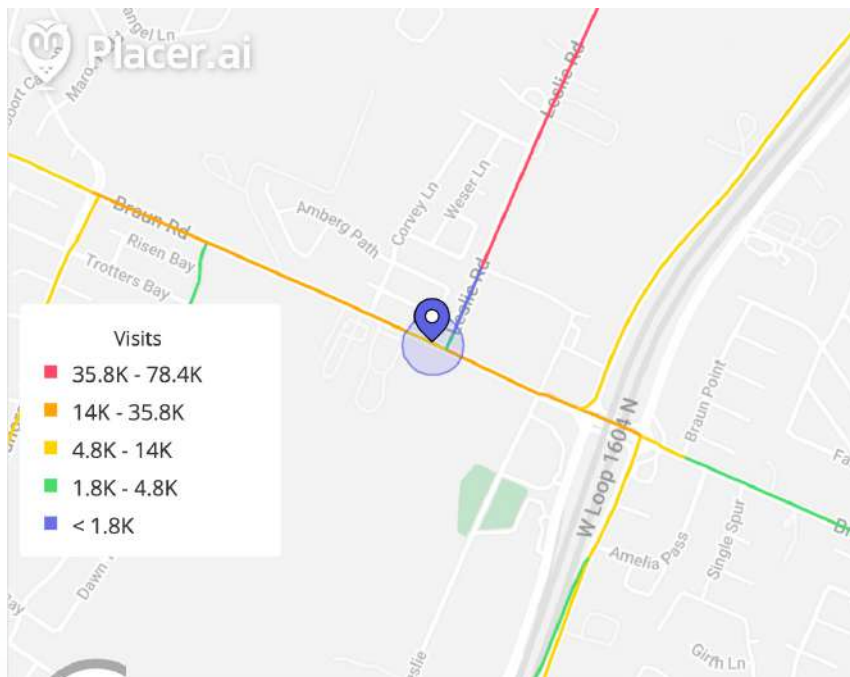 Placer.ai
Leslie Rd
Weser Ln
Corvey Ln
Amberg Path
Braun Rd
Risen Bay
Trotters Bay
Leslie Rd
Visits
35.8K - 78.4K
14K - 35.8K
4.8K - 14K
1.8K - 4.8K
< 1.8K
W Loop 1604 N
Braun Point
Single Spur
Amelia Pass
Girth Ln
Dawn
Bay